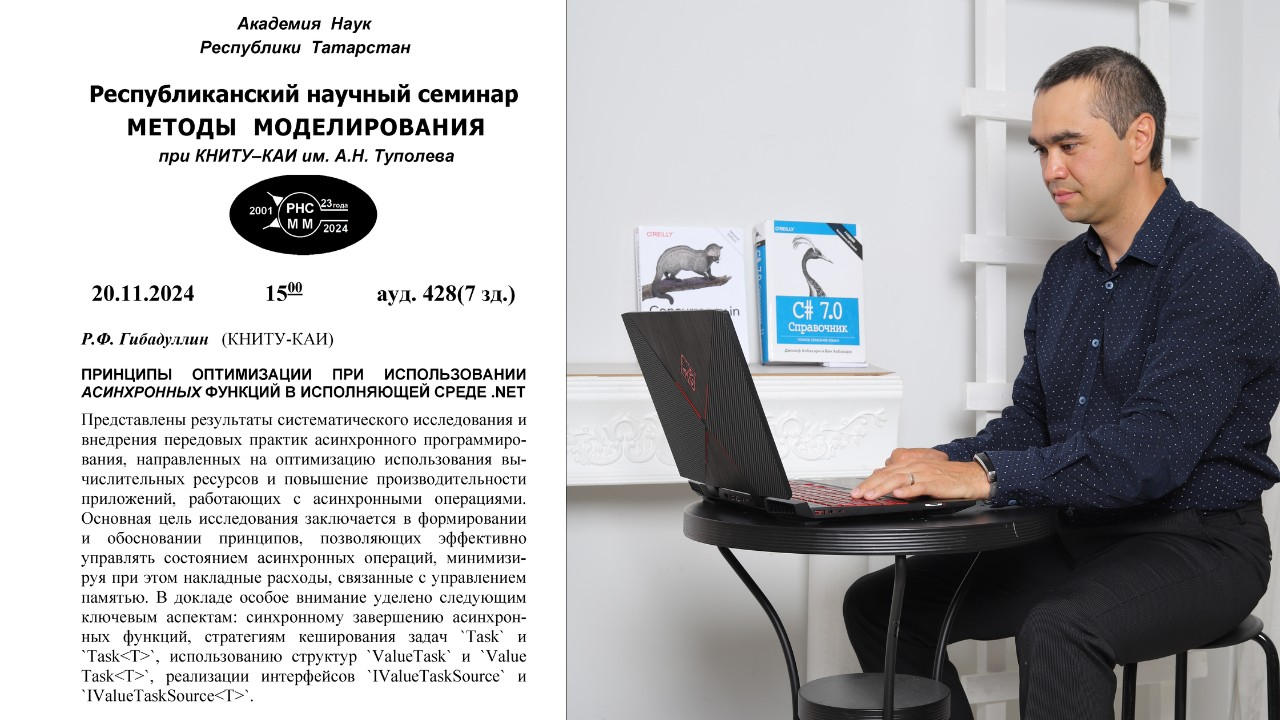 Академия Наук
Республики Татарстан
Республиканский научный семинар
МЕТОДЫ МОДЕЛИРОВАНИЯ
при КНИТУ–КАИ им. А.Н. Туполева
2001 РНС 23 года
М М 2024
20.11.2024 15⁰⁰ ауд. 428(7 зд.)
Р.Ф. Гибадуллин (КНИТУ-КАИ)
ПРИНЦИПЫ ОПТИМИЗАЦИИ ПРИ ИСПОЛЬЗОВАНИИ
АСИНХРОННЫХ ФУНКЦИЙ В ИСПОЛНЯЮЩЕЙ СРЕДЕ .NET
Представлены результаты систематического исследования и
внедрения передовых практик асинхронного программиро-
вания, направленных на оптимизацию использования вы-
числительных ресурсов и повышение производительности
приложений, работающих с асинхронными операциями.
Основная цель исследования заключается в формировании
и обосновании принципов, позволяющих эффективно
управлять состоянием асинхронных операций, минимизи-
руя при этом накладные расходы, связанные с управлением
памятью. В докладе особое внимание уделено следующим
ключевым аспектам: синхронному завершению асинхрон-
ных функций, стратегиям кеширования задач `Task` и
`Task<T>`, использованию структур `ValueTask` и `Value
Task<T>`, реализации интерфейсов `IValueTaskSource` и
`IValueTaskSource<T>`.
O'REILLY
O'REILLY
C# 7.0
Справочник